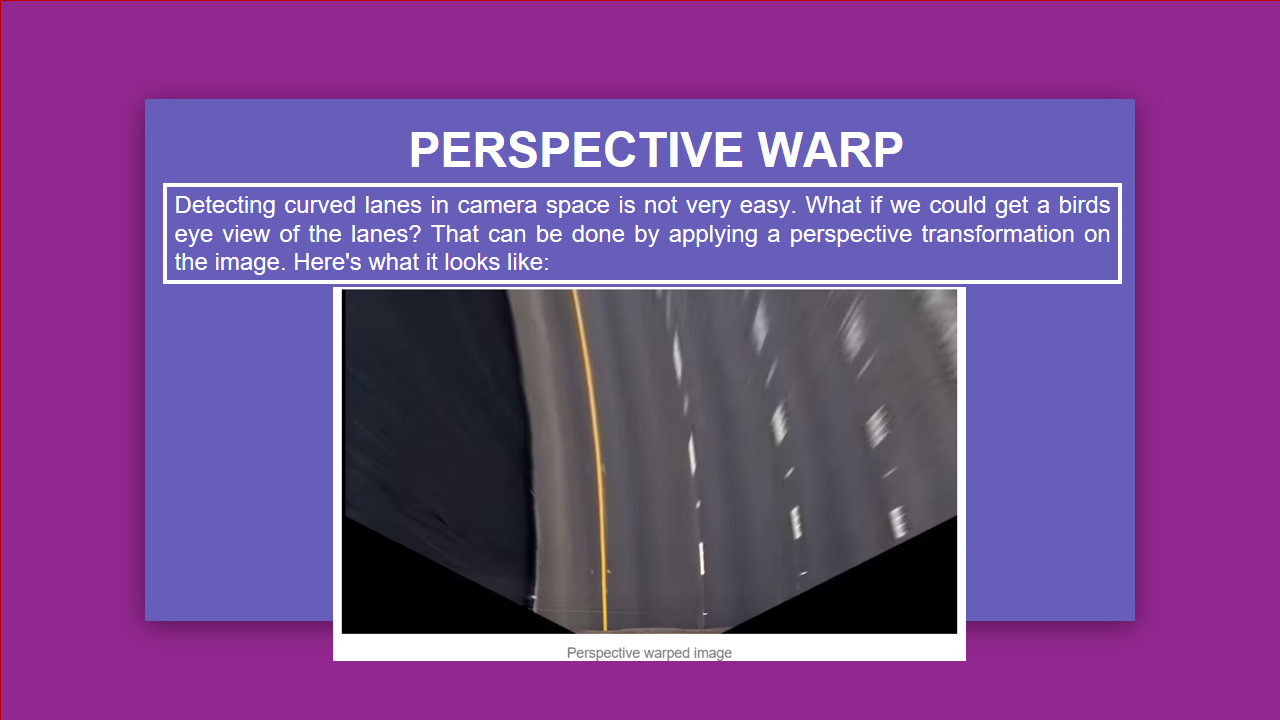 PERSPECTIVE WARP
Detecting curved lanes in camera space is not very easy. What if we could get a birds
eye view of the lanes? That can be done by applying a perspective transformation on
the image. Here's what it looks like:
Perspective warped image